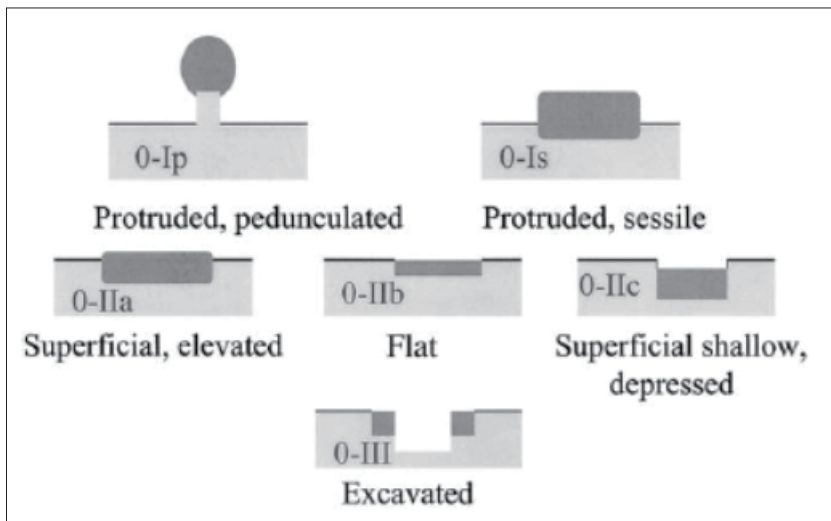 0-Ip
0-Is
Protruded, pedunculated
Protruded, sessile
0-IIa
0-IIb
0-IIc
Superficial, elevated
Flat
Superficial shallow,
depressed
0-III
Excavated